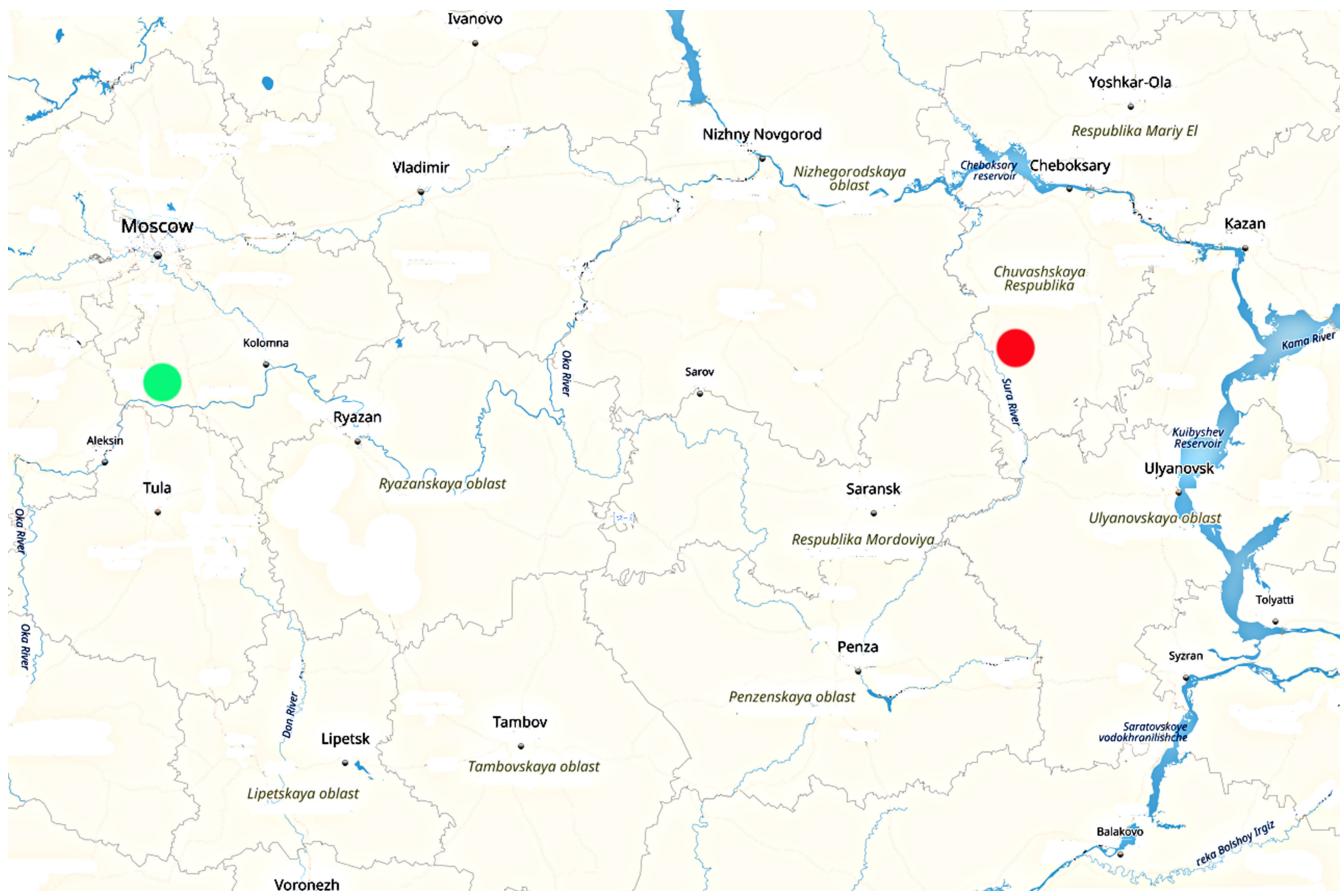 Ivanovo
Yoshkar-Ola
Respublika Mariy El
Nizhny Novgorod
Vladimir
Nizhegorodskaya
oblast
Cheboksary
reservoir
Cheboksary
Moscow
Kazan
Chuvashskaya
Respublika
Kolomna
Kama River
Oka River
Sarov
Sura River
Ryazan
Aleksin
Kuibyshev
Reservoir
Ulyanovsk
Tula
Ryazanskaya oblast
Saransk
Ulyanovskaya oblast
Oka River
Respublika Mordoviya
Tolyatti
Oka River
Penza
Syzran
Penzenskaya oblast
Don River
Tambov
Saratovskoye
vodokhranilishche
Lipetsk
Tambovskaya oblast
Lipetskaya oblast
Balakovo
reka Bolshoy Irgiz
Voronezh